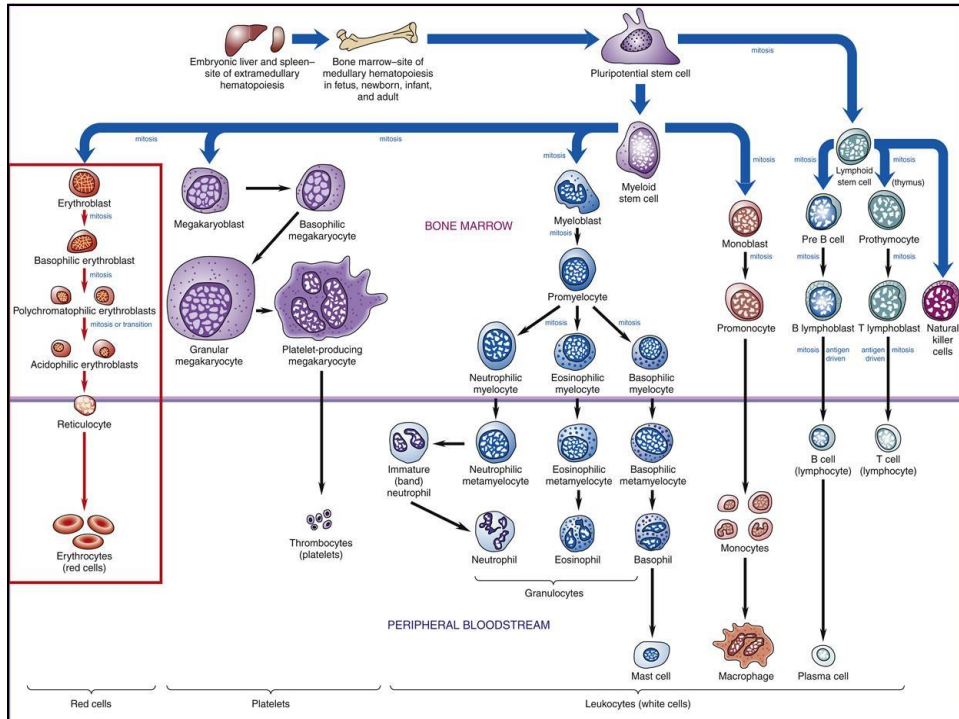 Embryonic liver and spleen–
site of extramedullary
hematopoiesis
Bone marrow–site of
medullary hematopoiesis
in fetus, newborn, infant,
and adult
Pluripotential stem cell
mitosis
mitosis
mitosis
mitosis
mitosis
mitosis
mitosis
(thymus)
Lymphoid
stem cell
Myeloid
stem cell
Erythroblast
mitosis
Basophilic erythroblast
mitosis
Polychromatophilic erythroblasts
mitosis or transition
Acidophilic erythroblasts
Reticulocyte
Erythrocytes
(red cells)
Megakaryoblast
Basophilic
megakaryocyte
Granular
megakaryocyte
Platelet-producing
megakaryocyte
Thrombocytes
(platelets)
BONE MARROW
Myeloblast
mitosis
Promyelocyte
mitosis
mitosis
Neutrophilic
myelocyte
Eosinophilic
myelocyte
Basophilic
myelocyte
Immature
(band)
neutrophil
Neutrophilic
metamyelocyte
Eosinophilic
metamyelocyte
Basophilic
metamyelocyte
Neutrophil
Eosinophil
Basophil
Granulocytes
PERIPHERAL BLOODSTREAM
Mast cell
Monoblast
mitosis
Promonocyte
Monocytes
Macrophage
Pre B cell
mitosis
B lymphoblast
mitosis
antigen
driven
B cell
(lymphocyte)
Plasma cell
Prothymocyte
mitosis
T lymphoblast
antigen
driven
mitosis
T cell
(lymphocyte)
Natural
killer
cells
Red cells
Platelets
Leukocytes (white cells)